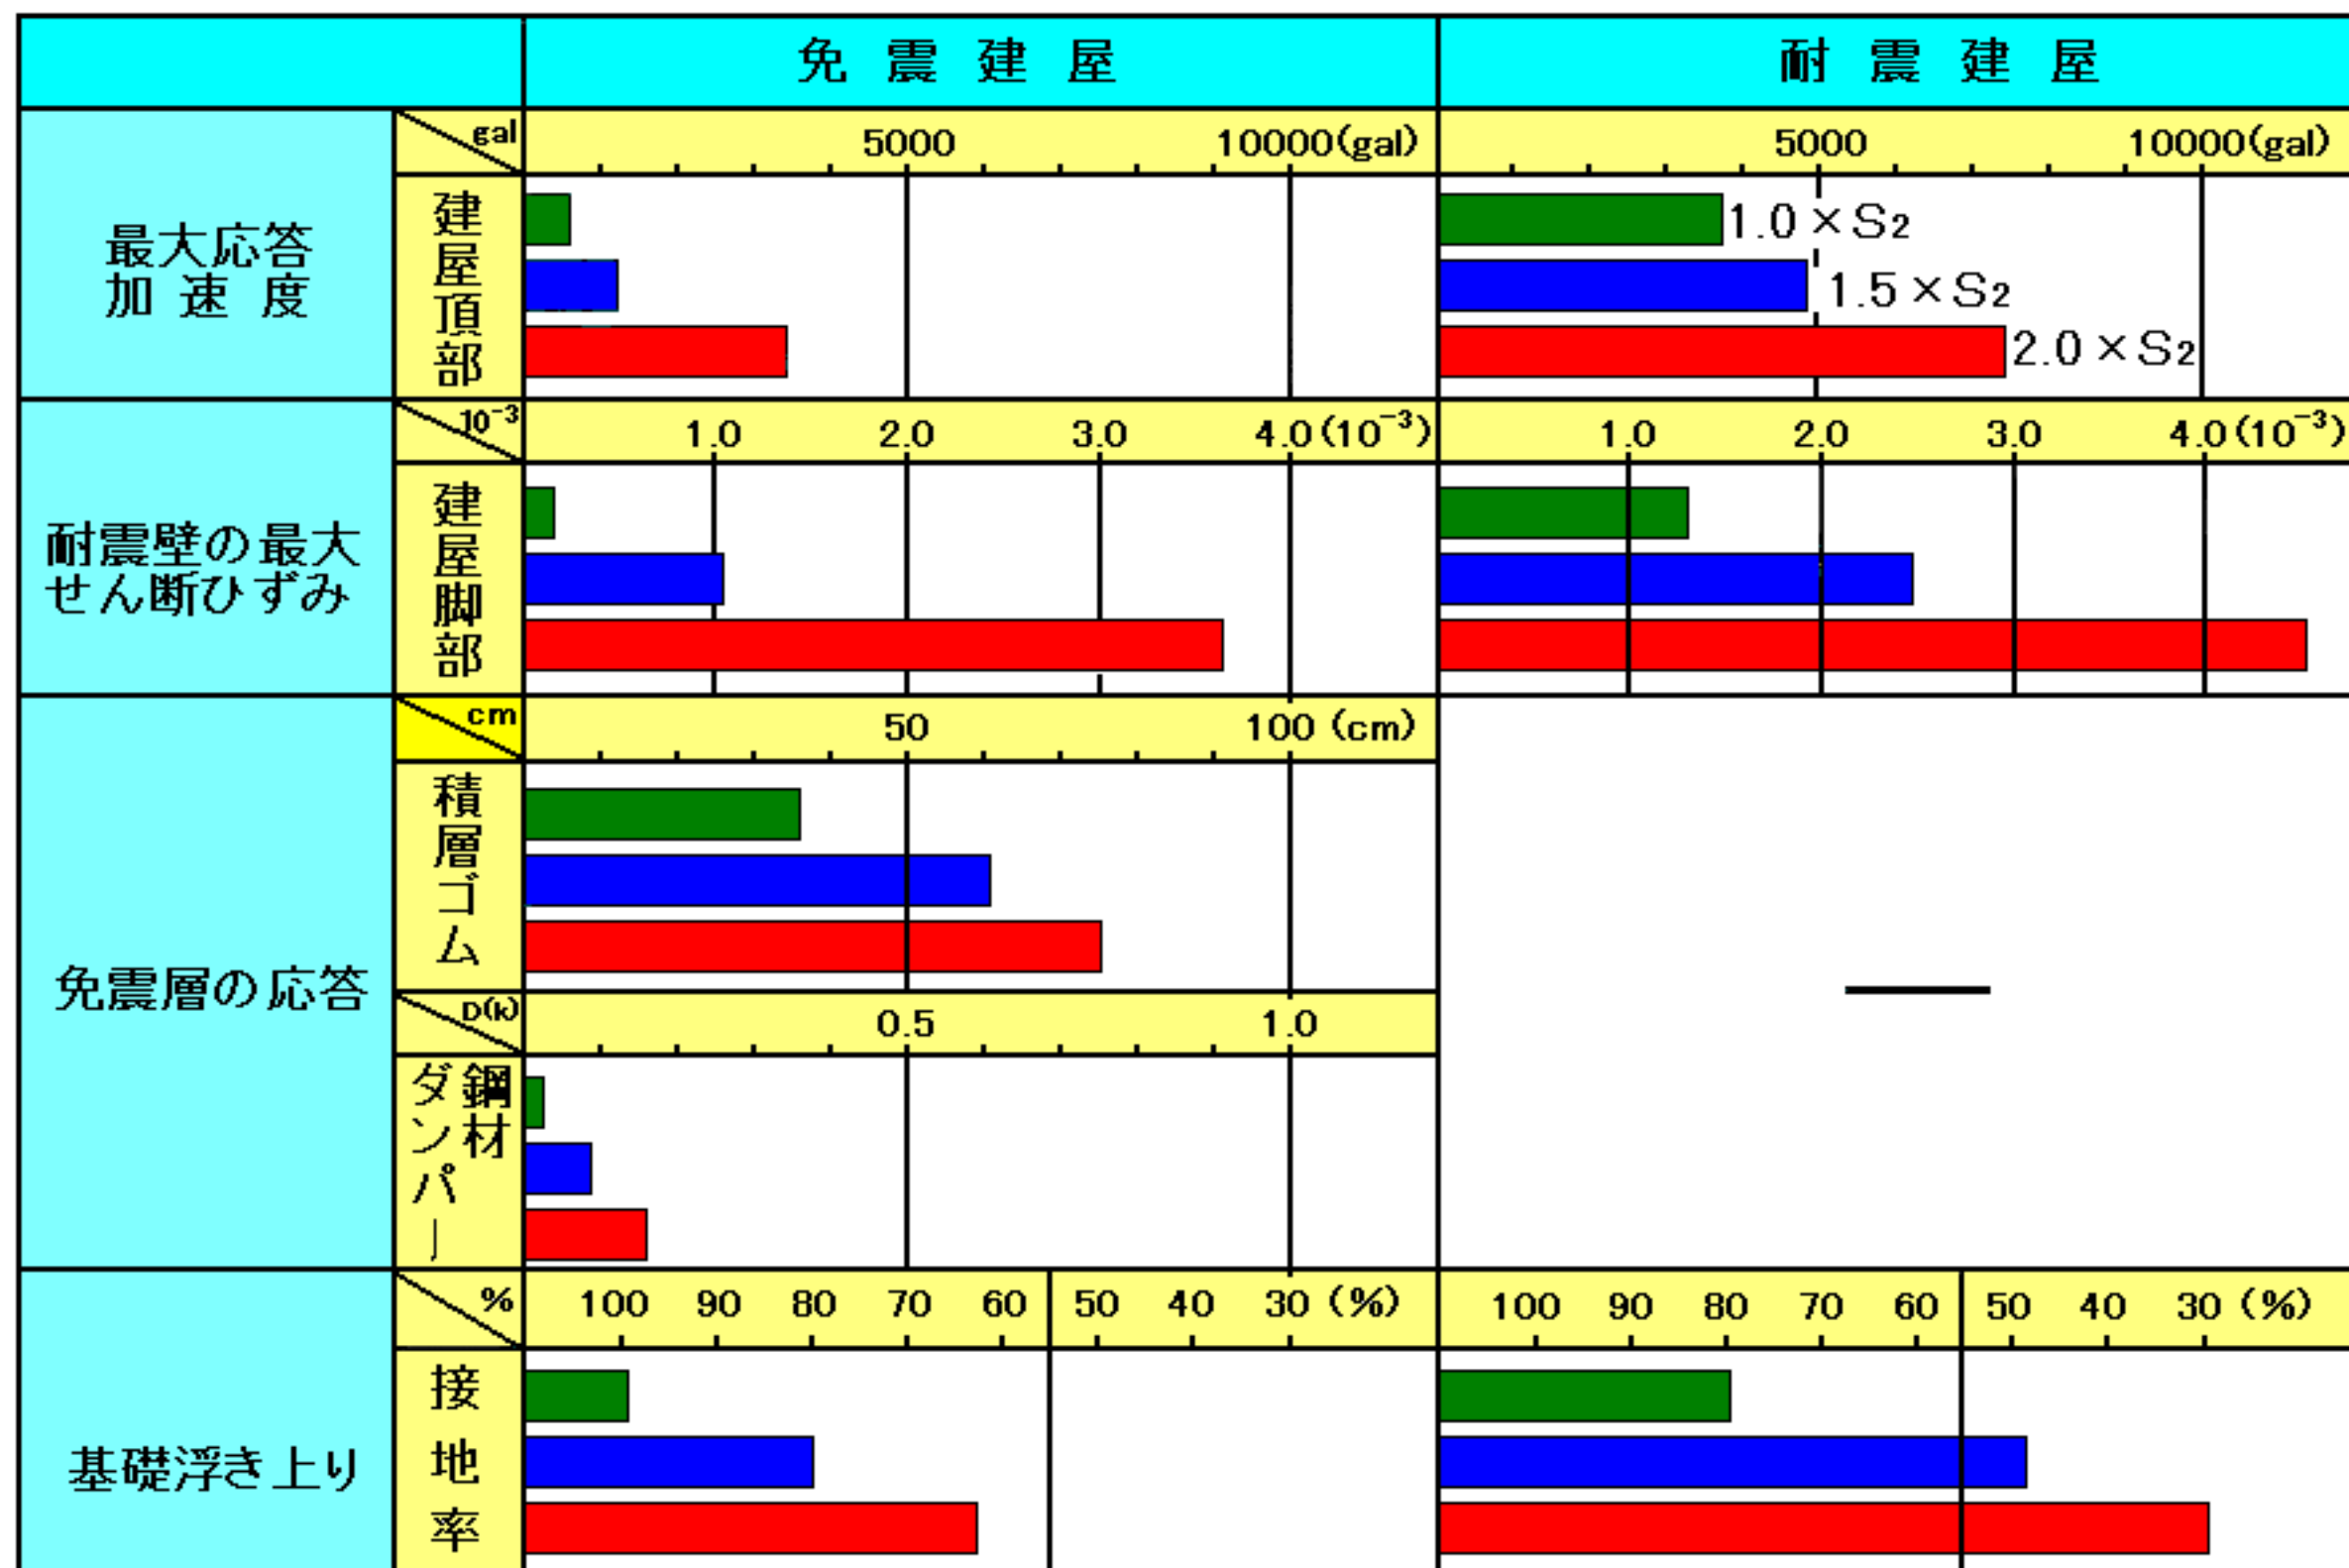 免震建屋
耐震建屋
最大応答
加速度
gal
5000 10000(gal)
5000 10000(gal)
建屋頂部
1.0×S2
1.5×S2
2.0×S2
耐震壁の最大
せん断ひずみ
10⁻³
1.0 2.0 3.0 4.0(10⁻³)
1.0 2.0 3.0 4.0(10⁻³)
建屋脚部
免震層の応答
cm
50 100 (cm)
積層ゴム
D(k)
0.5 1.0
鋼材
ダンパー
基礎浮き上り
%
100 90 80 70 60 50 40 30 (%)
100 90 80 70 60 50 40 30 (%)
接地率